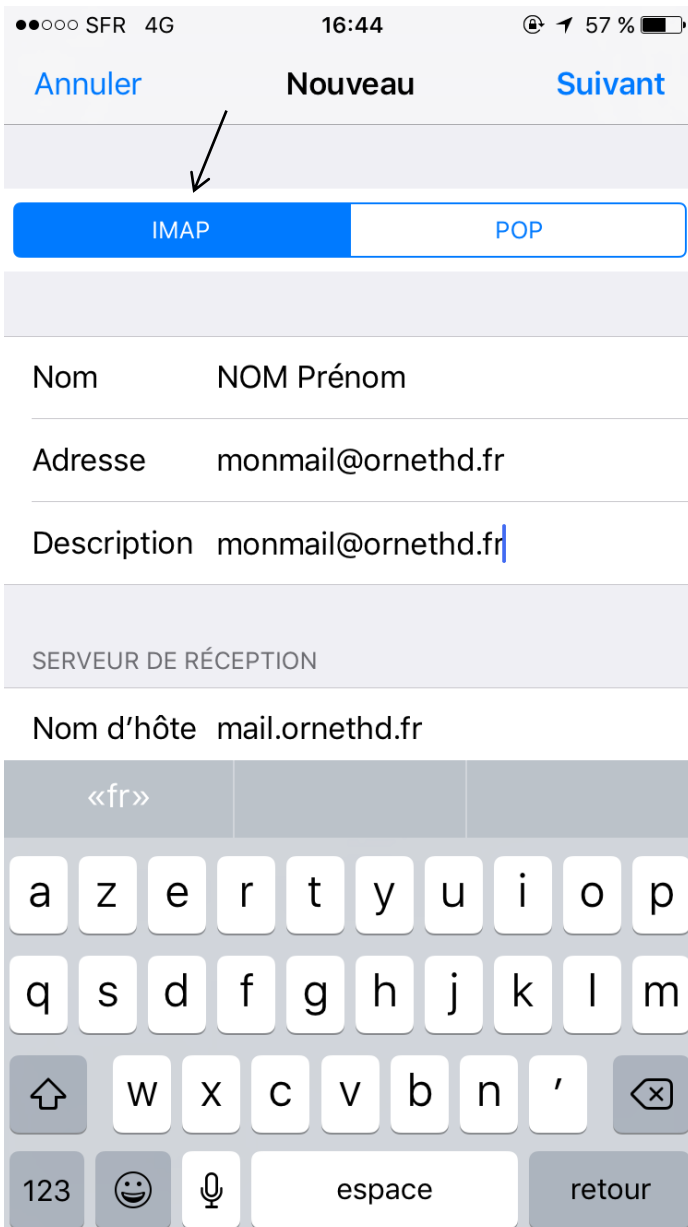 SFR 4G 16:44 57 %
Annuler Nouveau Suivant
IMAP POP
Nom NOM Prénom
Adresse monmail@ornethd.fr
Description monmail@ornethd.fr
SERVEUR DE RÉCEPTION
Nom d’hôte mail.ornethd.fr
«fr»
a z e r t y u i o p
q s d f g h j k l m
w x c v b n ’
123 espace retour